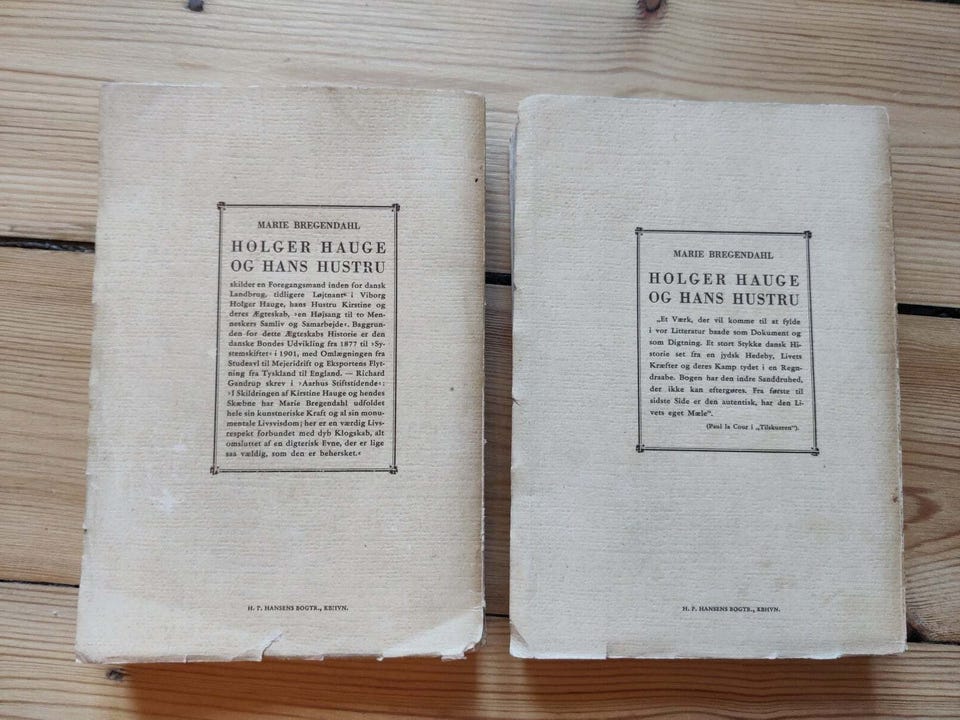 MARIE BREGENDAHL
HOLGER HAUGE
OG HANS HUSTRU
skilder en Foregangsmand inden for dansk
Landbrug, tidligere Løjtnant i Viborg
Holger Hauge, hans Hustru Kirstine og
deres Ægteskab, ›en Højsang til to Men-
neskers Samliv og Samarbejde‹. Baggrun-
den for dette Ægteskabs Historie er den
danske Bondes Udvikling fra 1877 til ›Sy-
stemskiftet‹ i 1901, med Omlægningen fra
Studeavl til Mejeridrift og Eksportens Flyt-
ning fra Tyskland til England. — Richard
Gandrup skrev i ›Aarhus Stiftstidende‹:
›I Skildringen af Kirstine Hauge og hendes
Skæbne har Marie Bregendahl udfoldet
hele sin kunstneriske Kraft og al sin monu-
mentale Livsvisdom; her er en værdig Livs-
respekt forbundet med dyb Klogskab, alt
omsluttet af en digterisk Evne, der er lige
saa vældig, som den er behersket.‹
H. P. HANSENS BOGTR., KBHVN.
MARIE BREGENDAHL
HOLGER HAUGE
OG HANS HUSTRU
„Et Værk, der vil komme til at fylde
i vor Litteratur baade som Dokument og
som Digtning. Et stort Stykke dansk Hi-
storie set fra en jydsk Hedeby, Livets
Kræfter og deres Kamp tydet i en Regn-
draabe. Bogen har den indre Sanddruhed,
der ikke kan eftergøres. Fra første til
sidste Side er den autentisk, har den Li-
vets eget Mæle”.
(Paul la Cour i „Tilskueren”).
H. P. HANSENS BOGTR., KBHVN.